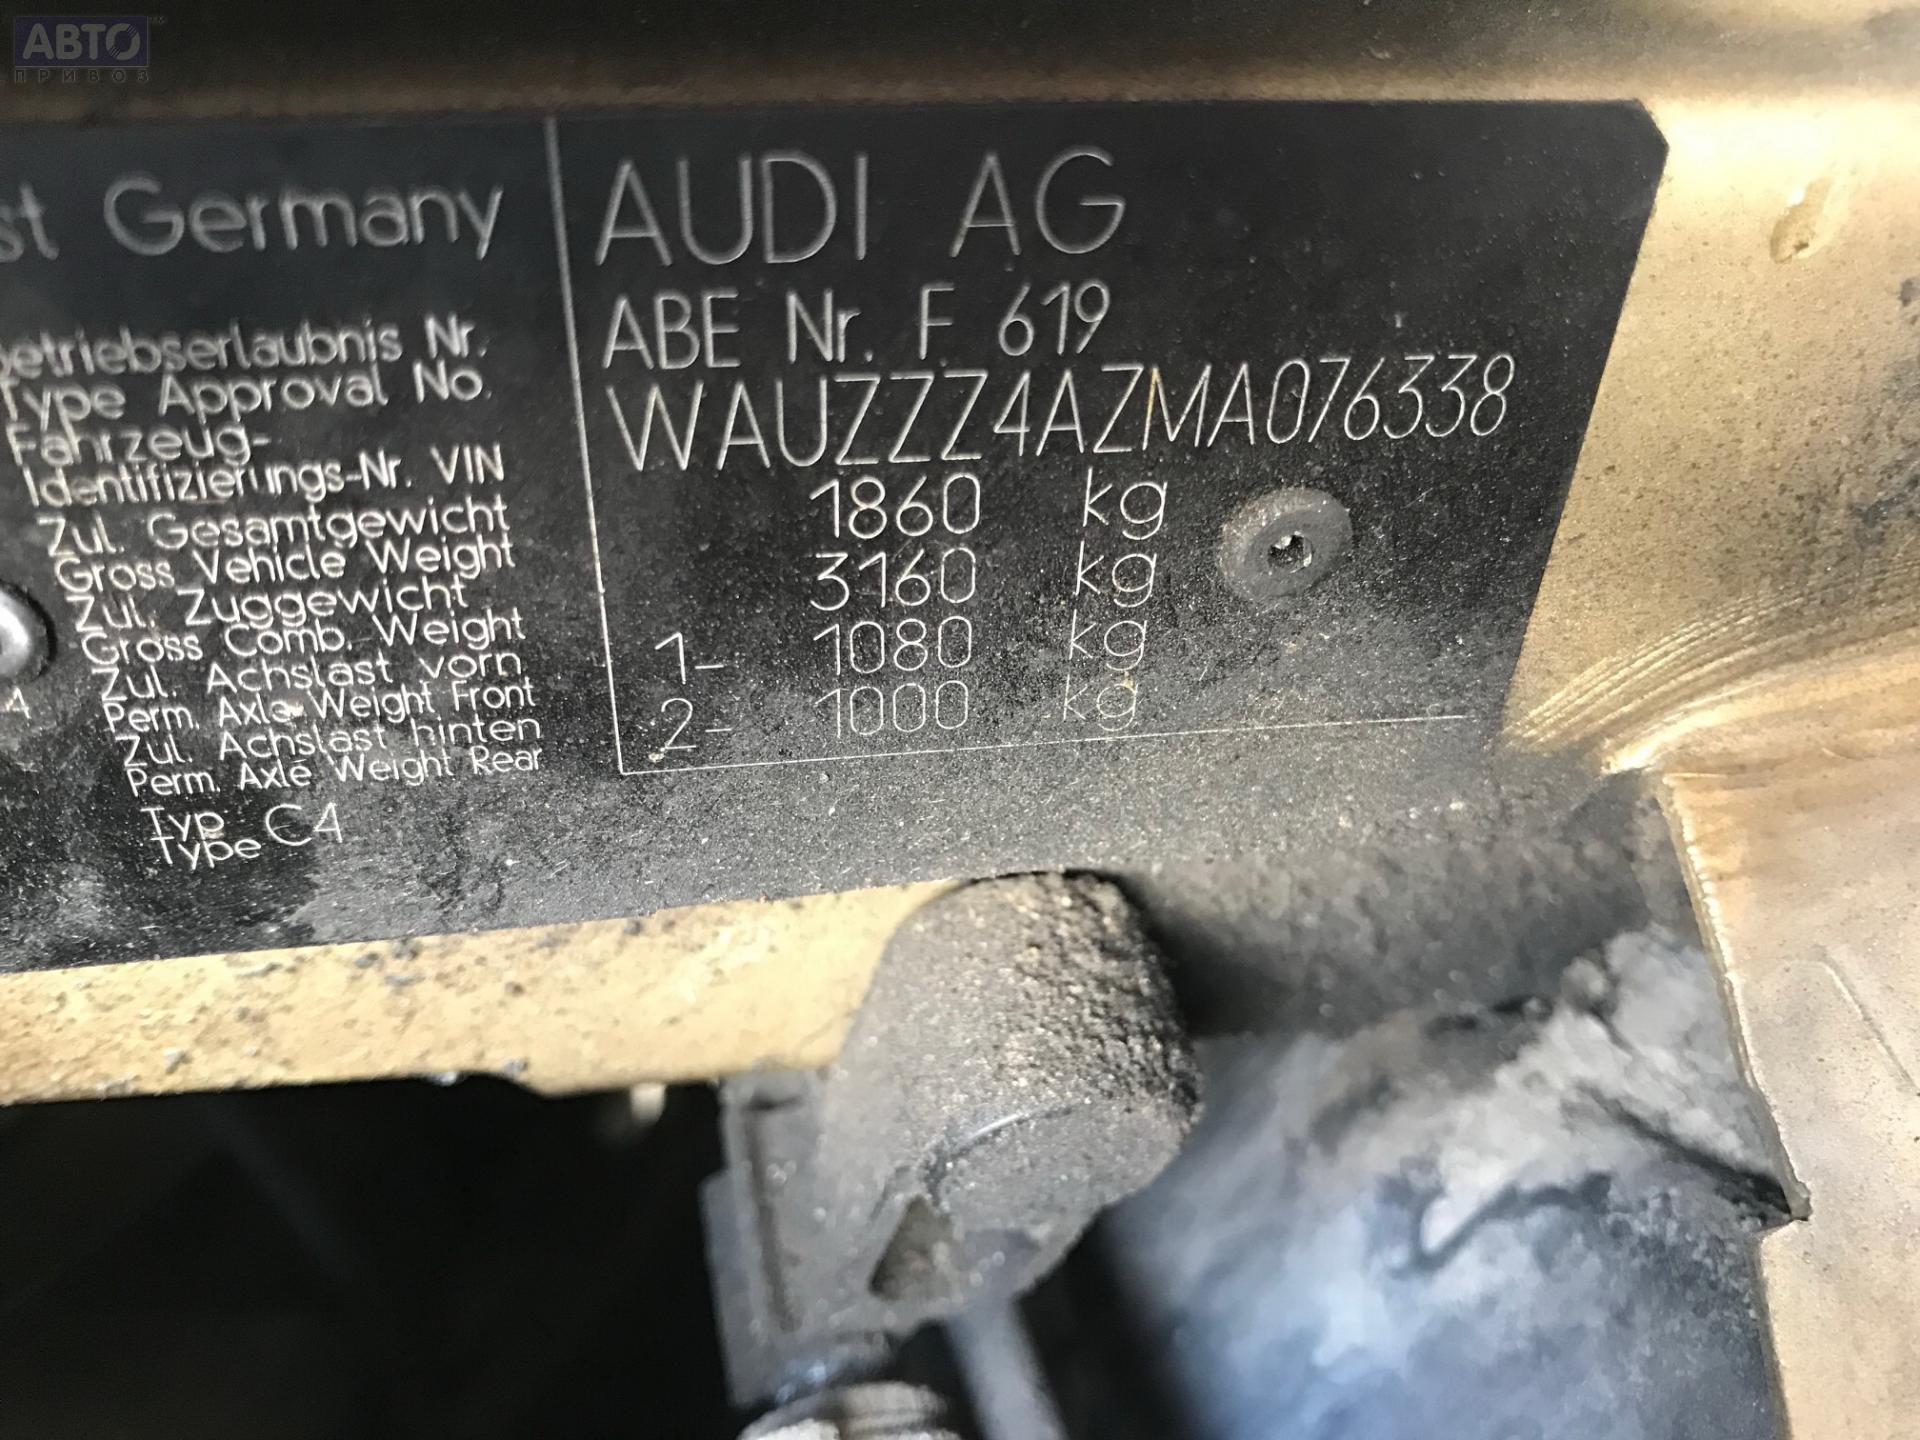 АВТО
ПРИВОЗ
Germany
AUDI AG
Nr.
ABE Nr. F 619
Type Approval No.
Fahrzeug-
Identifizierungs-Nr. VIN
WAUZZZ4AZMA076338
Zul. Gesamtgewicht
Gross Vehicle Weight
1860 kg
Zul. Zuggewicht
Gross Comb. Weight
3160 kg
Zul. Achslast vorn
Perm. Axle Weight Front
1- 1080 kg
Zul. Achslast hinten
Perm. Axle Weight Rear
2- 1000 kg
Typ
Type C4